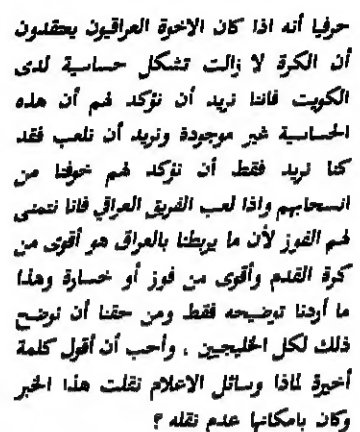 حرفيا أنه اذا كان الاخوة العراقيون يعتقدون
أن الكرة لا زالت تشكل حساسية لدى
الكويت فاننا نريد أن نؤكد لهم أن هذه
الحساسية غير موجودة ونريد أن نلعب فقد
كنا نريد فقط أن نؤكد لهم خوفنا من
انسحابهم واذا لعب الفريق العراقي فانا نتمنى
لهم الفوز لأن ما يربطنا بالعراق هو أقوى من
كرة القدم وأقوى من فوز أو خسارة وهذا
ما أردنا توضيحه فقط ومن حقنا أن نوضح
ذلك لكل الخليجيين ، وأحب أن أقول كلمة
أخيرة لماذا وسائل الاعلام نقلت هذا الخبر
وكان بامكانها عدم نقله ؟